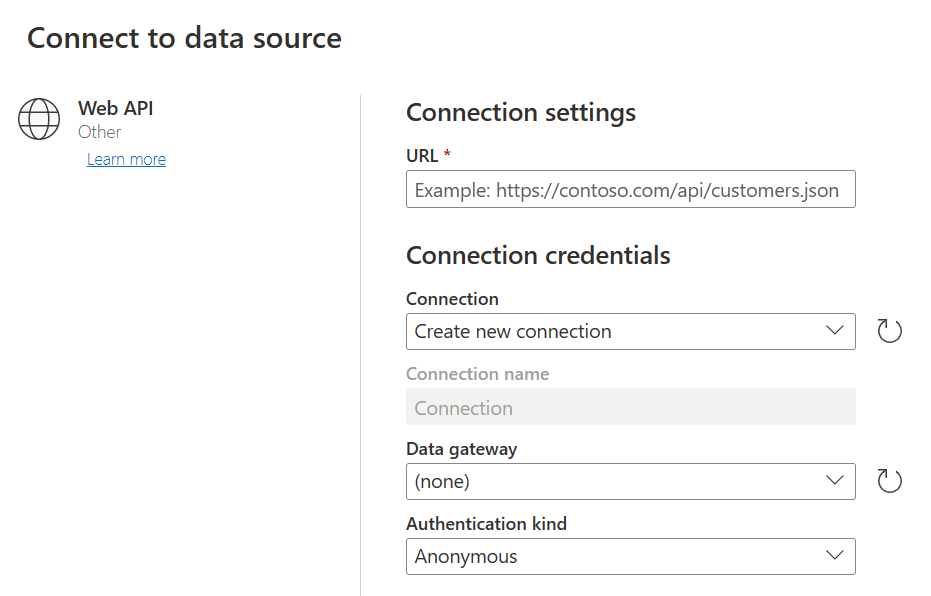 Connect to data source
Web API
Other
Learn more
Connection settings
URL *
Example: https://contoso.com/api/customers.json
Connection credentials
Connection
Create new connection
Connection name
Connection
Data gateway
(none)
Authentication kind
Anonymous